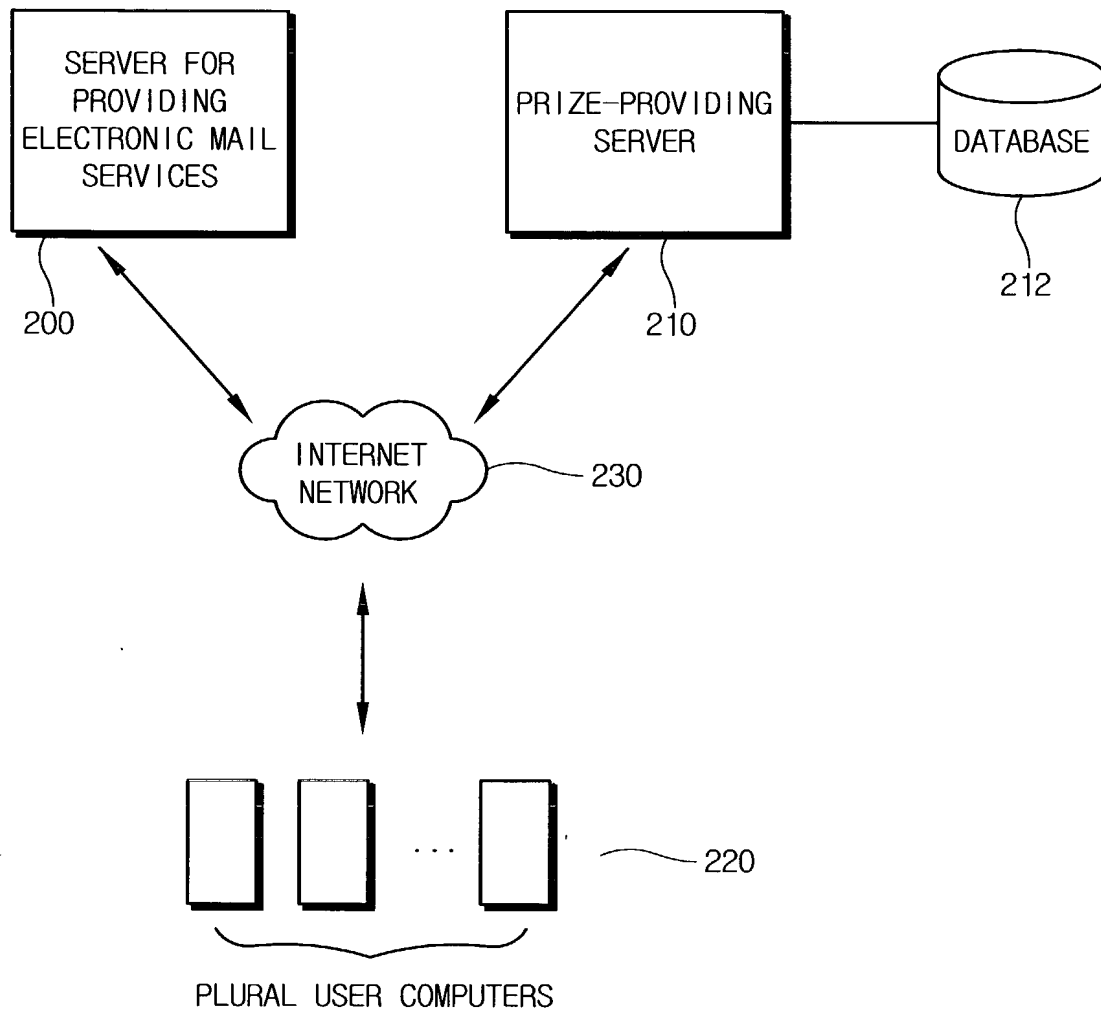 SERVER FOR
PROVIDING
ELECTRONIC MAIL
SERVICES
PRIZE-PROVIDING
SERVER
DATABASE
200
210
212
INTERNET
NETWORK
230
...
220
PLURAL USER COMPUTERS